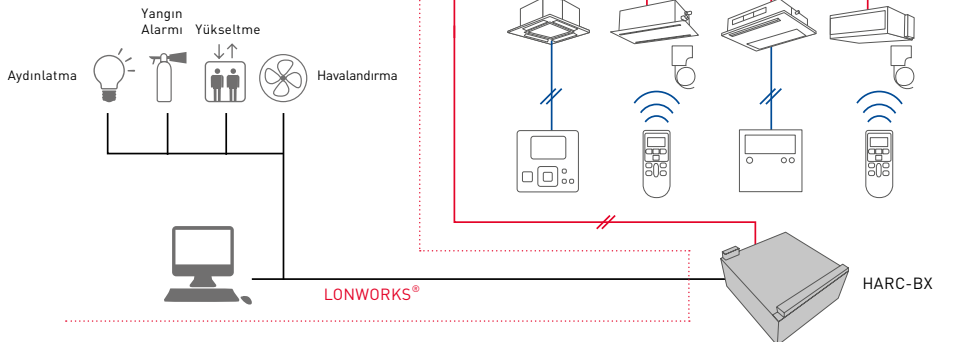 Yangın
Alarmı
Yükseltme
Aydınlatma
Havalandırma
HARC-BX
LONWORKS®